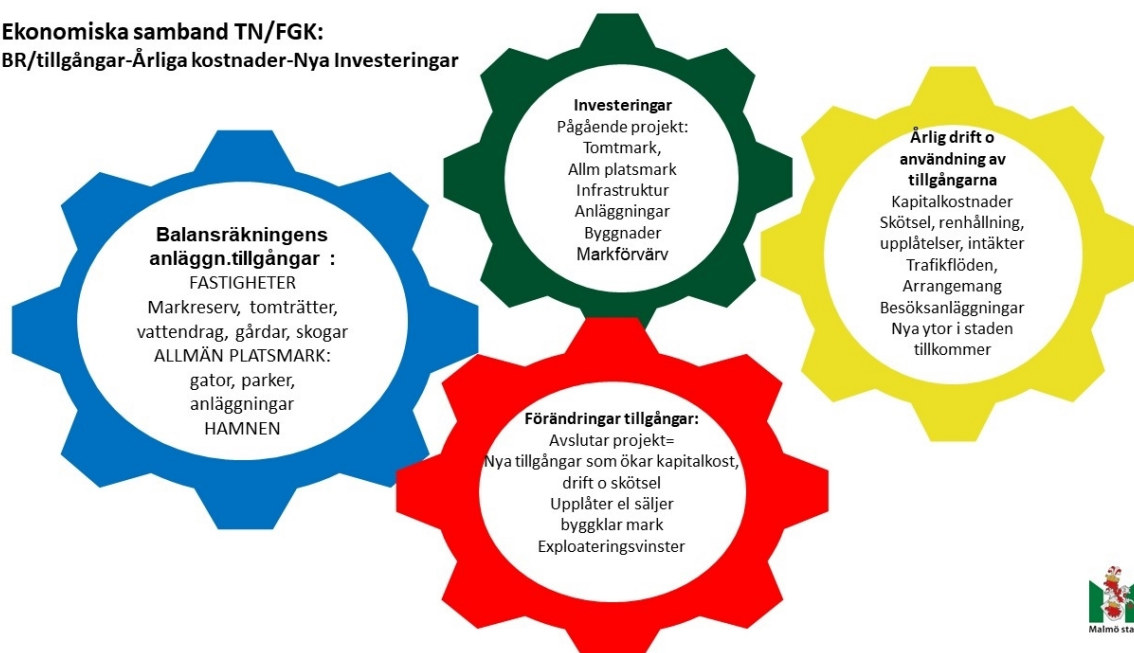 Ekonomiska samband TN/FGK:
BR/tillgångar-Årliga kostnader-Nya Investeringar
Balansräkningens
anläggn.tillgångar :
FASTIGHETER
Markreserv, tomträtter,
vattendrag, gårdar, skogar
ALLMÄN PLATSMARK:
gator, parker,
anläggningar
HAMNEN
Investeringar
Pågående projekt:
Tomtmark,
Allm platsmark
Infrastruktur
Anläggningar
Byggnader
Markförvärv
Årlig drift o
användning av
tillgångarna
Kapitalkostnader
Skötsel, renhållning,
upplåtelser, intäkter
Trafikflöden,
Arrangemang
Besöksanläggningar
Nya ytor i staden
tillkommer
Förändringar tillgångar:
Avslutar projekt=
Nya tillgångar som ökar kapitalkost,
drift o skötsel
Upplåter el säljer
byggklar mark
Exploateringsvinster
Malmö sta